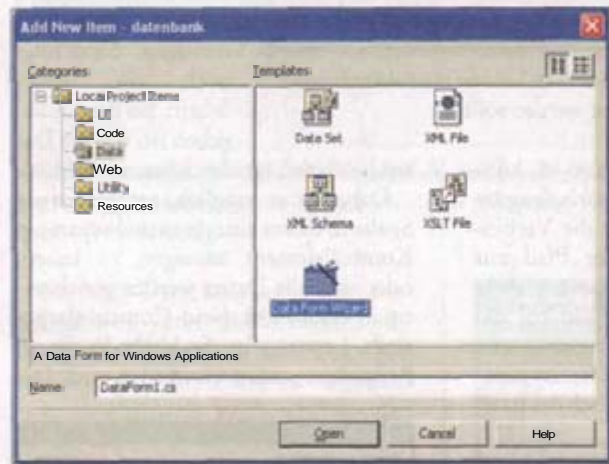 Add New Item - datenbank
Categories:
Templates:
Local Project Items
UI
Code
Data
Web
Utility
Resources
Data Set
XML File
XML Schema
XSLT File
Data Form Wizard
A Data Form for Windows Applications
Name:
DataForm1.cs
Open
Cancel
Help